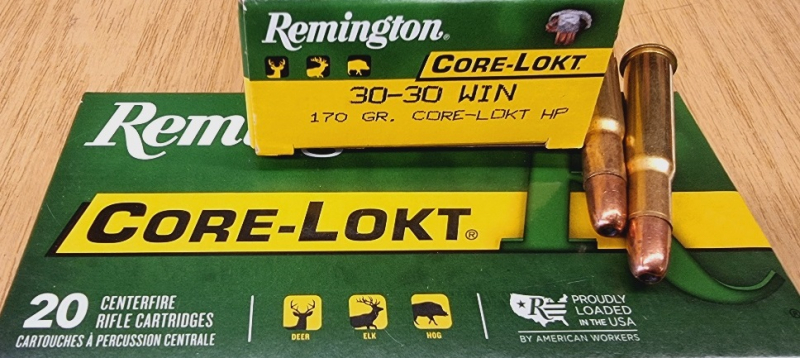 Remington®
CORE-LOKT®
30-30 WIN
170 GR. CORE-LOKT HP
Rem
CORE-LOKT®
20 CENTERFIRE
RIFLE CARTRIDGES
CARTOUCHES À PERCUSSION CENTRALE
DEER
ELK
HOG
R
PROUDLY
LOADED
IN THE USA
BY AMERICAN WORKERS